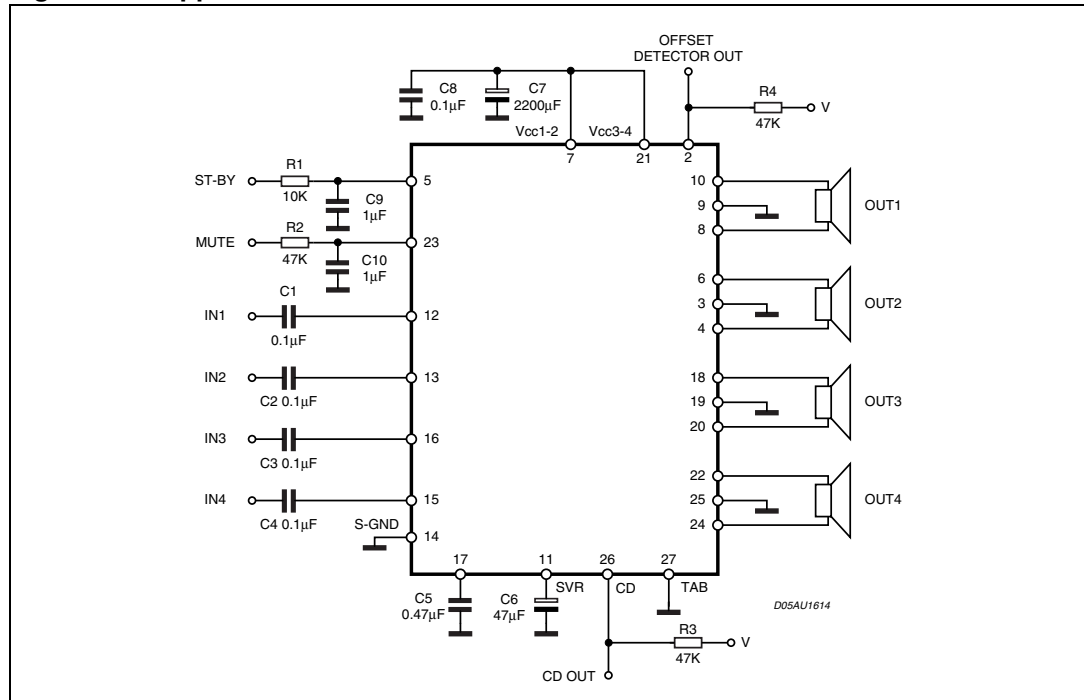 OFFSET
DETECTOR OUT
C8
0.1μF
C7
2200μF
R4
47K
V
Vcc1-2
Vcc3-4
7
21
2
ST-BY
R1
10K
5
C9
1μF
MUTE
R2
47K
23
C10
1μF
IN1
C1
0.1μF
12
IN2
C2 0.1μF
13
IN3
C3 0.1μF
16
IN4
C4 0.1μF
15
S-GND
14
10
9
8
OUT1
6
3
4
OUT2
18
19
20
OUT3
22
25
24
OUT4
17
11
26
27
SVR
CD
TAB
C5
0.47μF
C6
47μF
D05AU1614
R3
47K
V
CD OUT